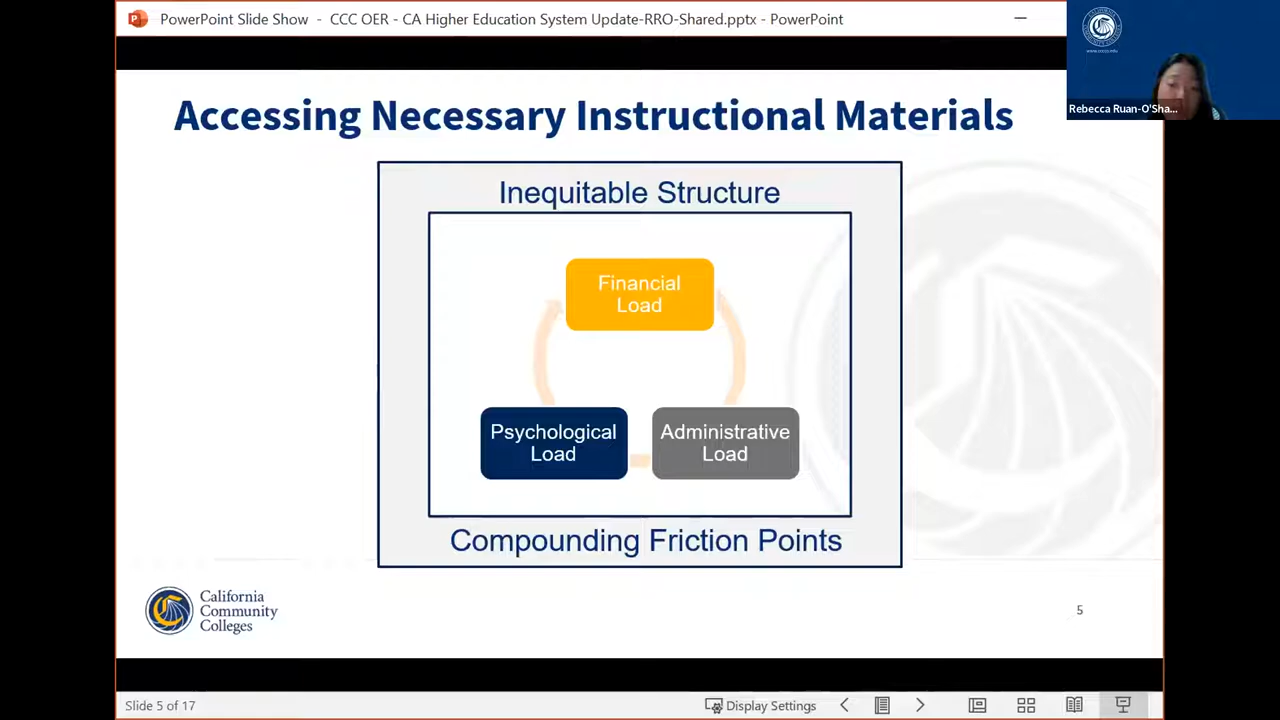 PowerPoint Slide Show - CCC OER - CA Higher Education System Update-RRO-Shared.pptx - PowerPoint
Rebecca Ruan-O'Sha...
Accessing Necessary Instructional Materials
Inequitable Structure
Financial
Load
Psychological
Load
Administrative
Load
Compounding Friction Points
California
Community
Colleges
5
Slide 5 of 17
Display Settings